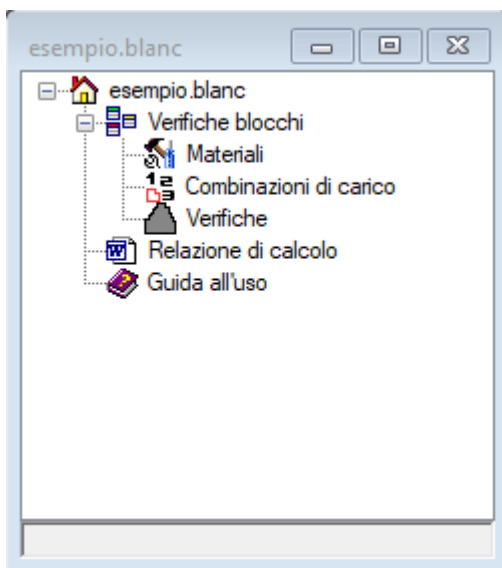 esempio.blanc
esempio.blanc
Verifiche blocchi
Materiali
Combinazioni di carico
Verifiche
Relazione di calcolo
Guida all'uso